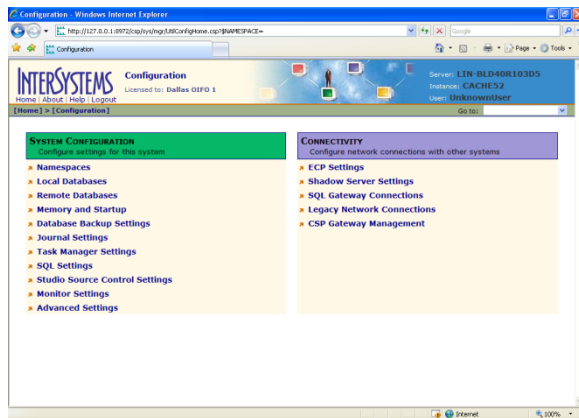 Configuration - Windows Internet Explorer
http://127.0.0.1:8972/csp/sys/mgr/UtilConfigHome.csp?$NAMESPACE=
Google
Configuration
Page
Tools
INTERSYSTEMS
Home | About | Help | Logout
Configuration
Licensed to: Dallas OIFO 1
Server: LIN-BLD40R103D5
Instance: CACHE52
User: UnknownUser
[Home] > [Configuration]
Go to:
SYSTEM CONFIGURATION
Configure settings for this system
Namespaces
Local Databases
Remote Databases
Memory and Startup
Database Backup Settings
Journal Settings
Task Manager Settings
SQL Settings
Studio Source Control Settings
Monitor Settings
Advanced Settings
CONNECTIVITY
Configure network connections with other systems
ECP Settings
Shadow Server Settings
SQL Gateway Connections
Legacy Network Connections
CSP Gateway Management
Internet
100%